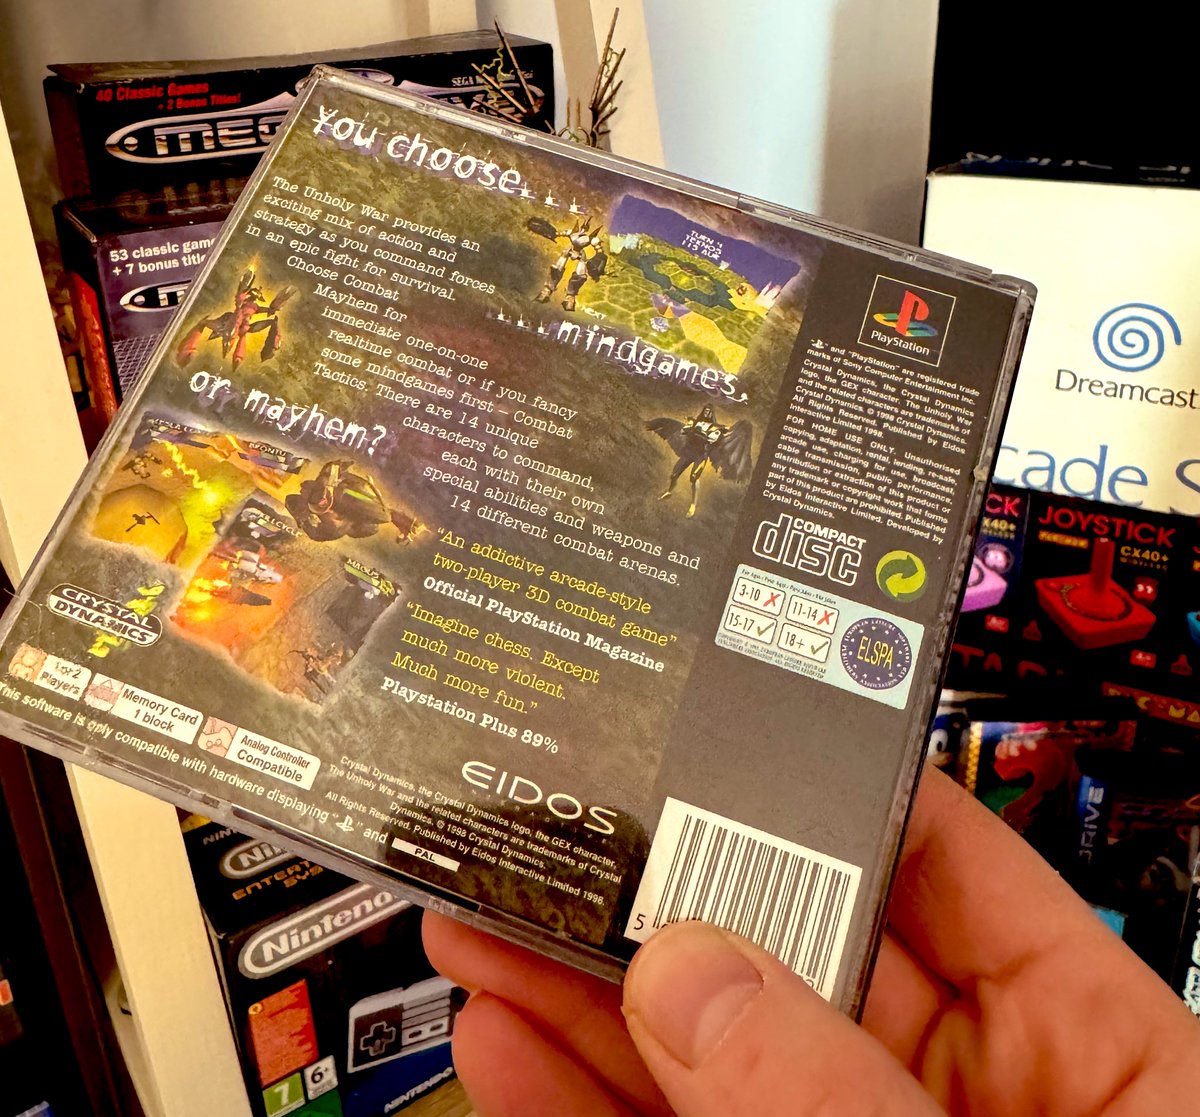 40 Classic Games
+ 2 Bonus Titles!
SEGA
53 classic game
+ 7 bonus title
You choose...
The Unholy War provides an
exciting mix of action and
strategy as you command forces
in an epic fight for survival.
Choose Combat
Mayhem for
immediate one-on-one
realtime combat or if you fancy
some mindgames first – Combat
Tactics. There are 14 unique
characters to command,
each with their own
special abilities and weapons and
14 different combat arenas.
TURN 4
TEKNOS
115 AUR
....mindgames,
or mayhem?
"An addictive arcade-style
two-player 3D combat game"
Official PlayStation Magazine
"Imagine chess. Except
much more violent.
Much more fun."
Playstation Plus 89%
CRYSTAL
DYNAMICS
1 or 2
Players
Memory Card
1 block
Analog Controller
Compatible
This software is only compatible with hardware displaying " " and
PAL
EIDOS
Crystal Dynamics, the Crystal Dynamics logo, the GEX character,
The Unholy War and the related characters are trademarks of Crystal
Dynamics. © 1998 Crystal Dynamics.
All Rights Reserved. Published by Eidos Interactive Limited 1998.
PlayStation
" " and "PlayStation" are registered trade
marks of Sony Computer Entertainment Inc.
Crystal Dynamics, the Crystal Dynamics
logo, the GEX character, The Unholy War
and the related characters are trademarks of
Crystal Dynamics. © 1998 Crystal Dynamics.
All Rights Reserved. Published by Eidos
Interactive Limited 1998.
FOR HOME USE ONLY. Unauthorised
copying, adaptation, rental, lending, re-sale,
arcade use, charging for use, broadcast,
cable transmission, public performance,
distribution or extraction of this product or
any trademark or copyright work that forms
part of this product are prohibited. Published
by Eidos Interactive Limited. Developed by
Crystal Dynamics.
COMPACT
disc
3-10
11-14
15-17
18+
ELSPA
5
Dreamcast
cade S
JOYSTICK
CX40+
CK
X40+
DRIVE
Nintendo
7
6+